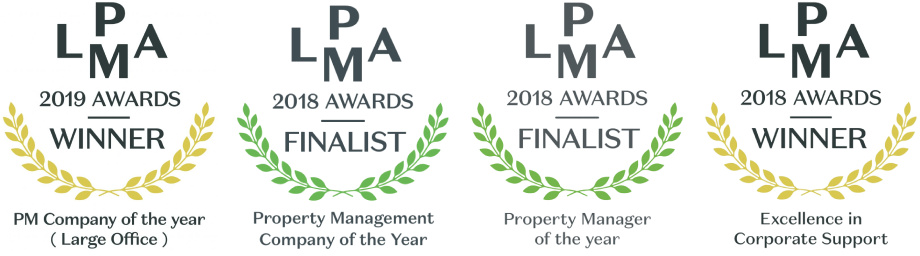 LPMA
2019 AWARDS
WINNER
PM Company of the year
( Large Office )
LPMA
2018 AWARDS
FINALIST
Property Management
Company of the Year
LPMA
2018 AWARDS
FINALIST
Property Manager
of the year
LPMA
2018 AWARDS
WINNER
Excellence in
Corporate Support